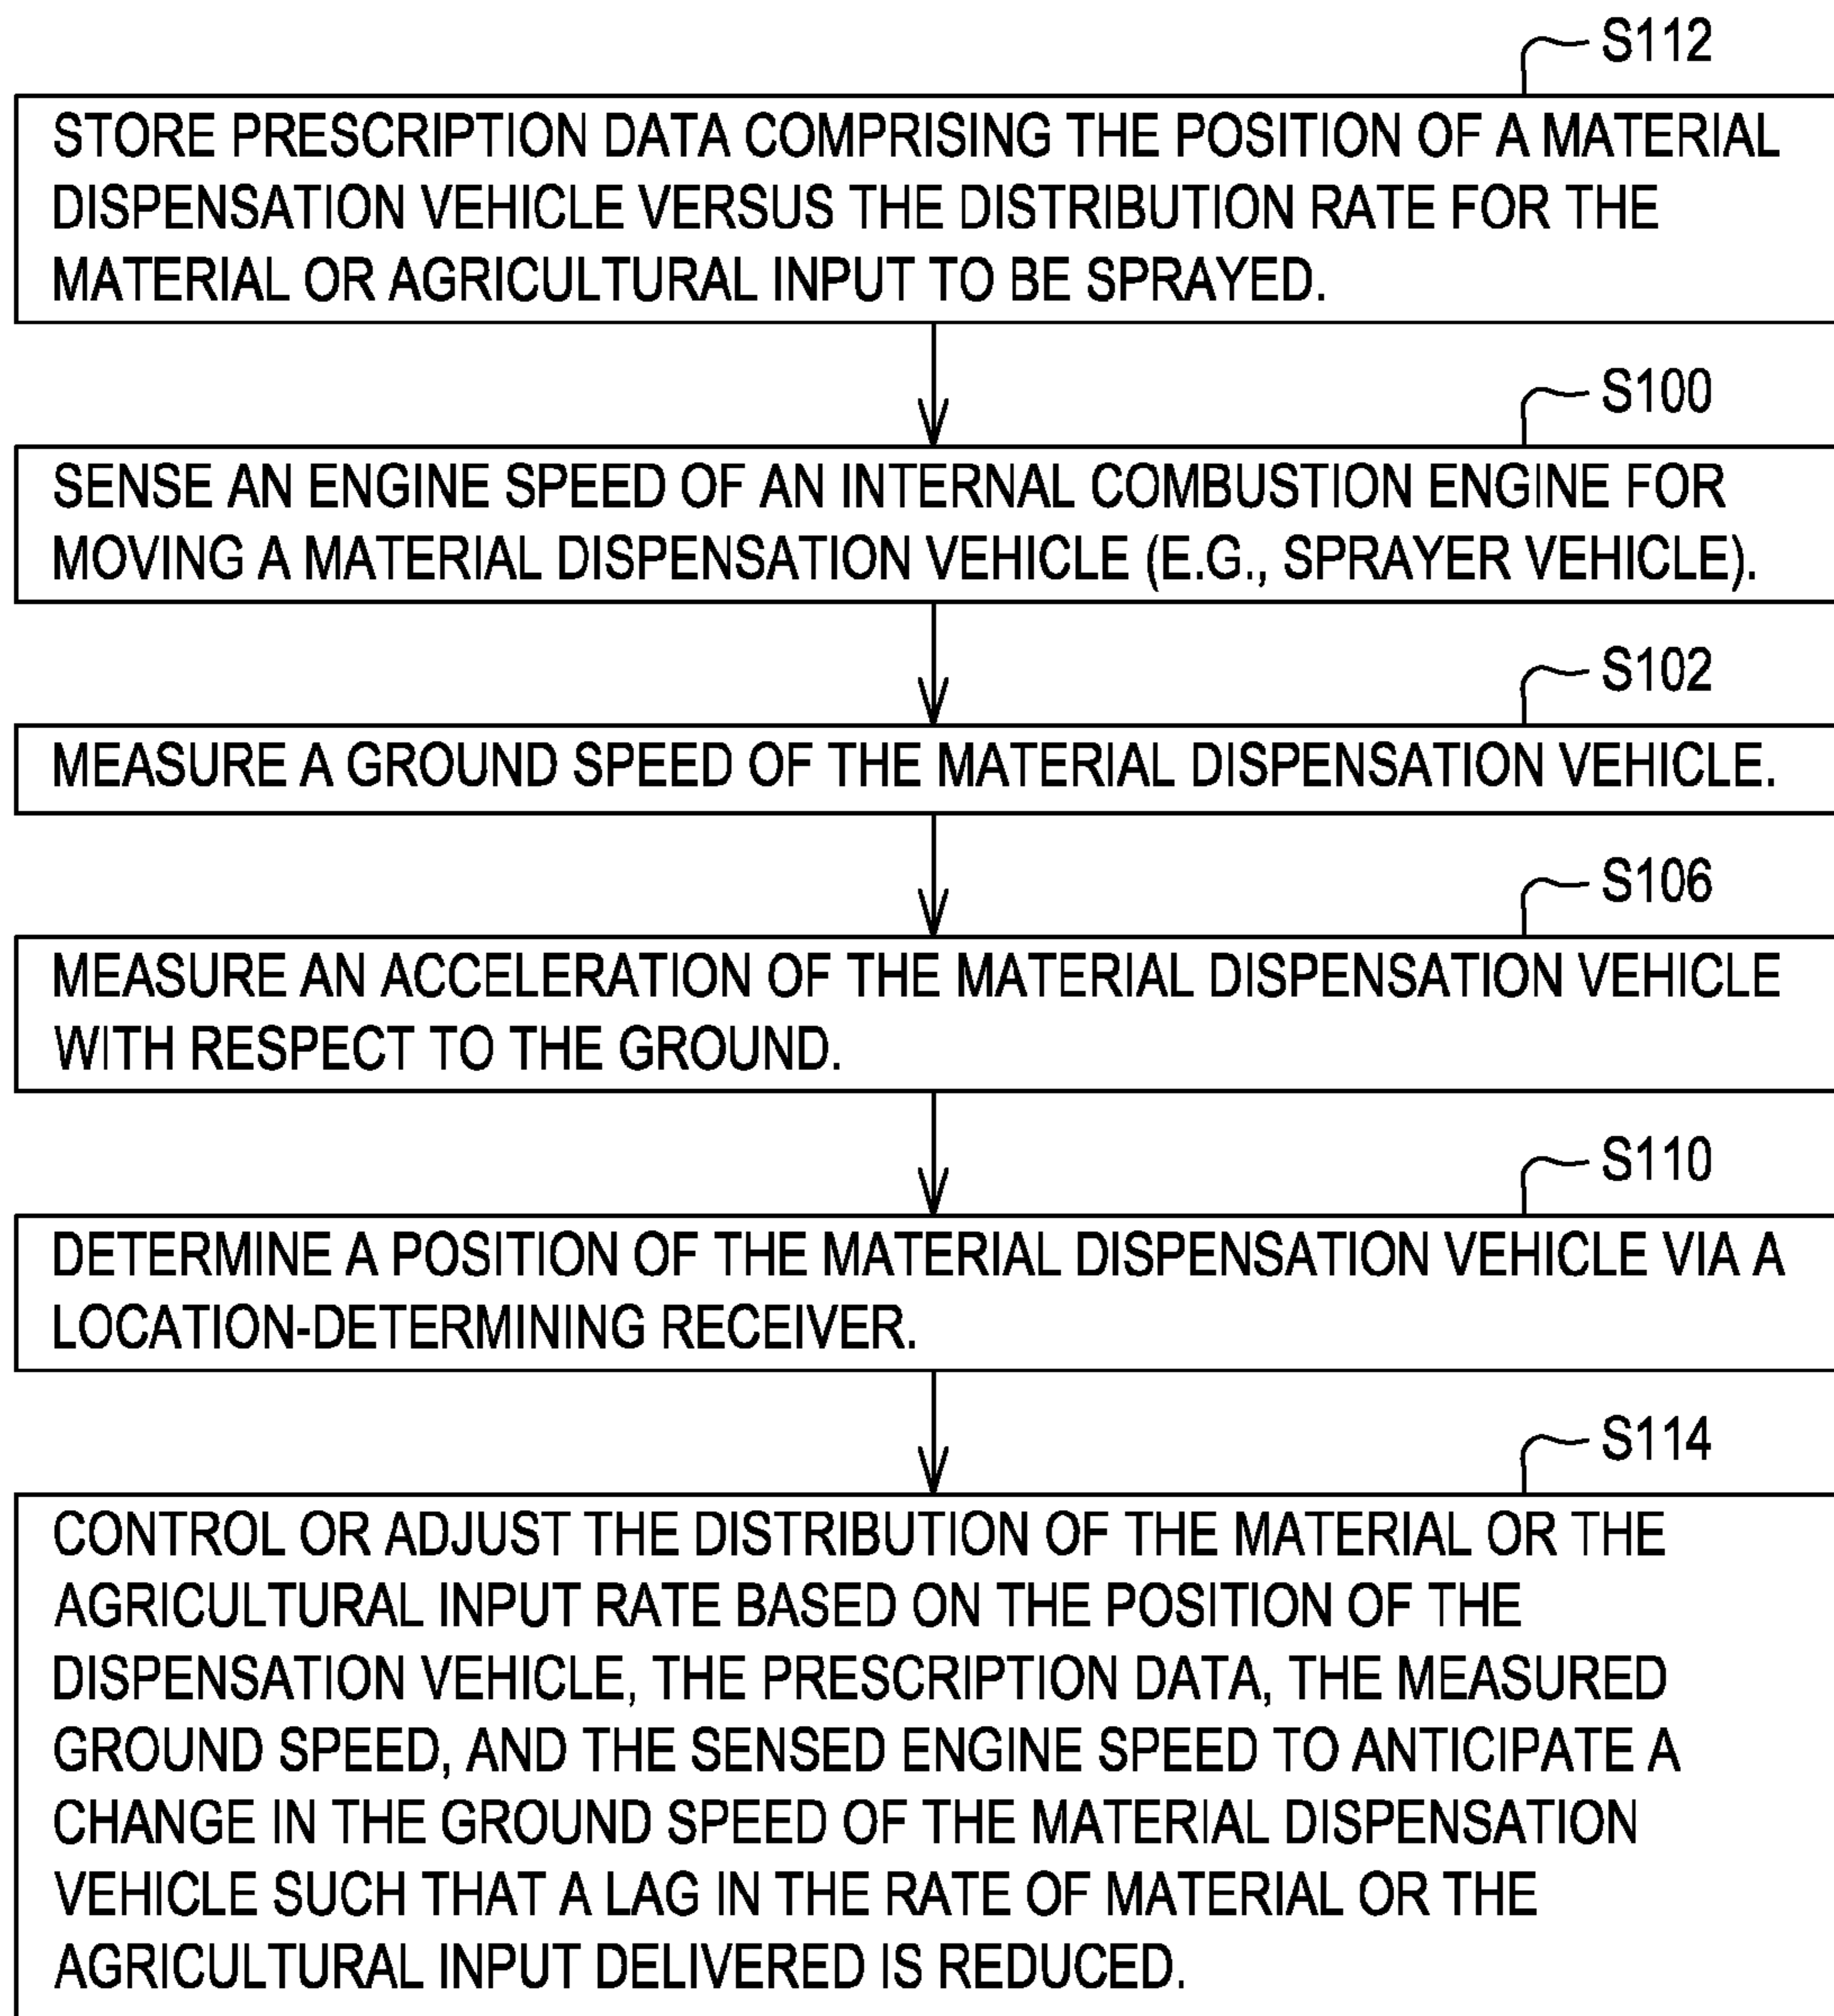 S112
STORE PRESCRIPTION DATA COMPRISING THE POSITION OF A MATERIAL
DISPENSATION VEHICLE VERSUS THE DISTRIBUTION RATE FOR THE
MATERIAL OR AGRICULTURAL INPUT TO BE SPRAYED.
S100
SENSE AN ENGINE SPEED OF AN INTERNAL COMBUSTION ENGINE FOR
MOVING A MATERIAL DISPENSATION VEHICLE (E.G., SPRAYER VEHICLE).
S102
MEASURE A GROUND SPEED OF THE MATERIAL DISPENSATION VEHICLE.
S106
MEASURE AN ACCELERATION OF THE MATERIAL DISPENSATION VEHICLE
WITH RESPECT TO THE GROUND.
S110
DETERMINE A POSITION OF THE MATERIAL DISPENSATION VEHICLE VIA A
LOCATION-DETERMINING RECEIVER.
S114
CONTROL OR ADJUST THE DISTRIBUTION OF THE MATERIAL OR THE
AGRICULTURAL INPUT RATE BASED ON THE POSITION OF THE
DISPENSATION VEHICLE, THE PRESCRIPTION DATA, THE MEASURED
GROUND SPEED, AND THE SENSED ENGINE SPEED TO ANTICIPATE A
CHANGE IN THE GROUND SPEED OF THE MATERIAL DISPENSATION
VEHICLE SUCH THAT A LAG IN THE RATE OF MATERIAL OR THE
AGRICULTURAL INPUT DELIVERED IS REDUCED.